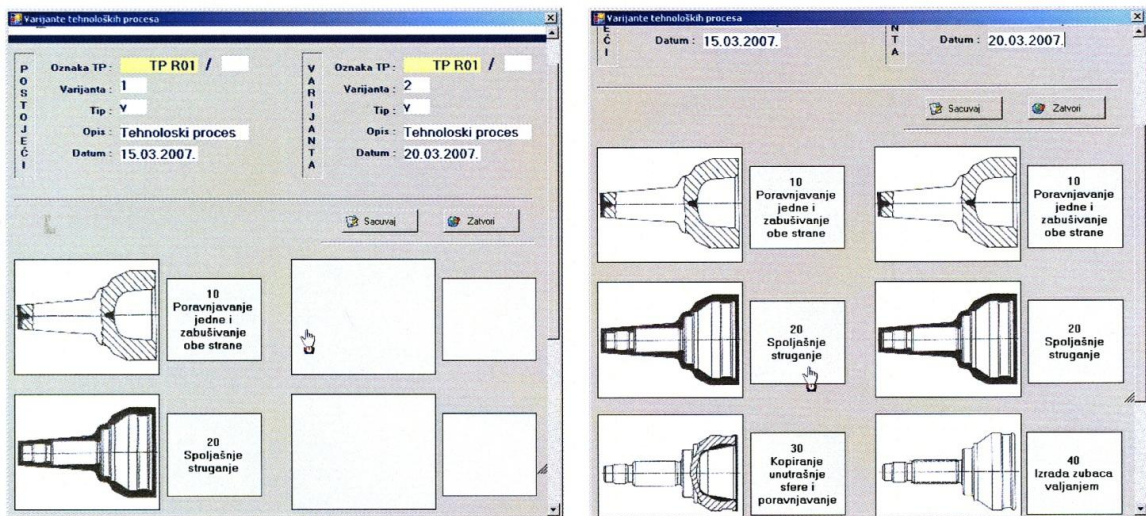 Varijante tehnoloških procesa
POSTOJEĆI
Oznaka TP : TP R01 /
Varijanta : 1
Tip : Y
Opis : Tehnoloski proces
Datum : 15.03.2007.
VARIJANTA
Oznaka TP : TP R01 /
Varijanta : 2
Tip : Y
Opis : Tehnoloski proces
Datum : 20.03.2007.
Sacuvaj
Zatvori
10
Poravnjavanje
jedne i
zabušivanje
obe strane
20
Spoljašnje
struganje
Varijante tehnoloških procesa
EĆI
Datum : 15.03.2007.
NTA
Datum : 20.03.2007.
Sacuvaj
Zatvori
10
Poravnjavanje
jedne i
zabušivanje
obe strane
10
Poravnjavanje
jedne i
zabušivanje
obe strane
20
Spoljašnje
struganje
20
Spoljašnje
struganje
30
Kopiranje
unutrašnje
sfere i
poravnjavanje
40
Izrada zubaca
valjanjem